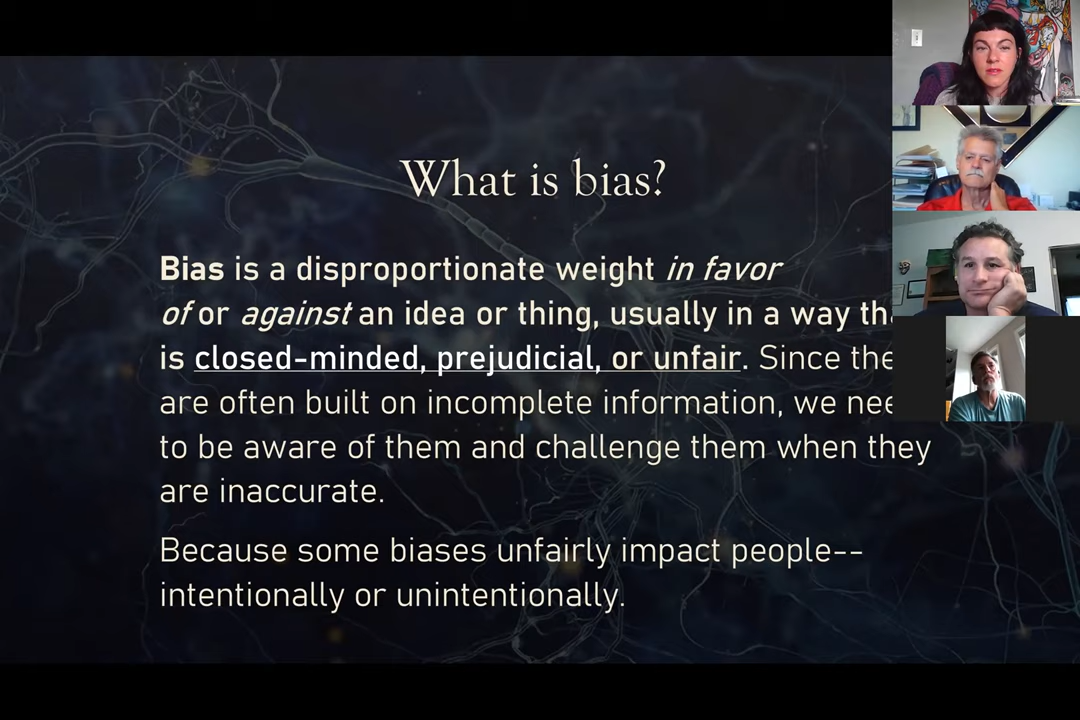 What is bias?
Bias is a disproportionate weight in favor
of or against an idea or thing, usually in a way
is closed-minded, prejudicial, or unfair. Since
are often built on incomplete information, we
to be aware of them and challenge them when they
are inaccurate.
Because some biases unfairly impact people--
intentionally or unintentionally.